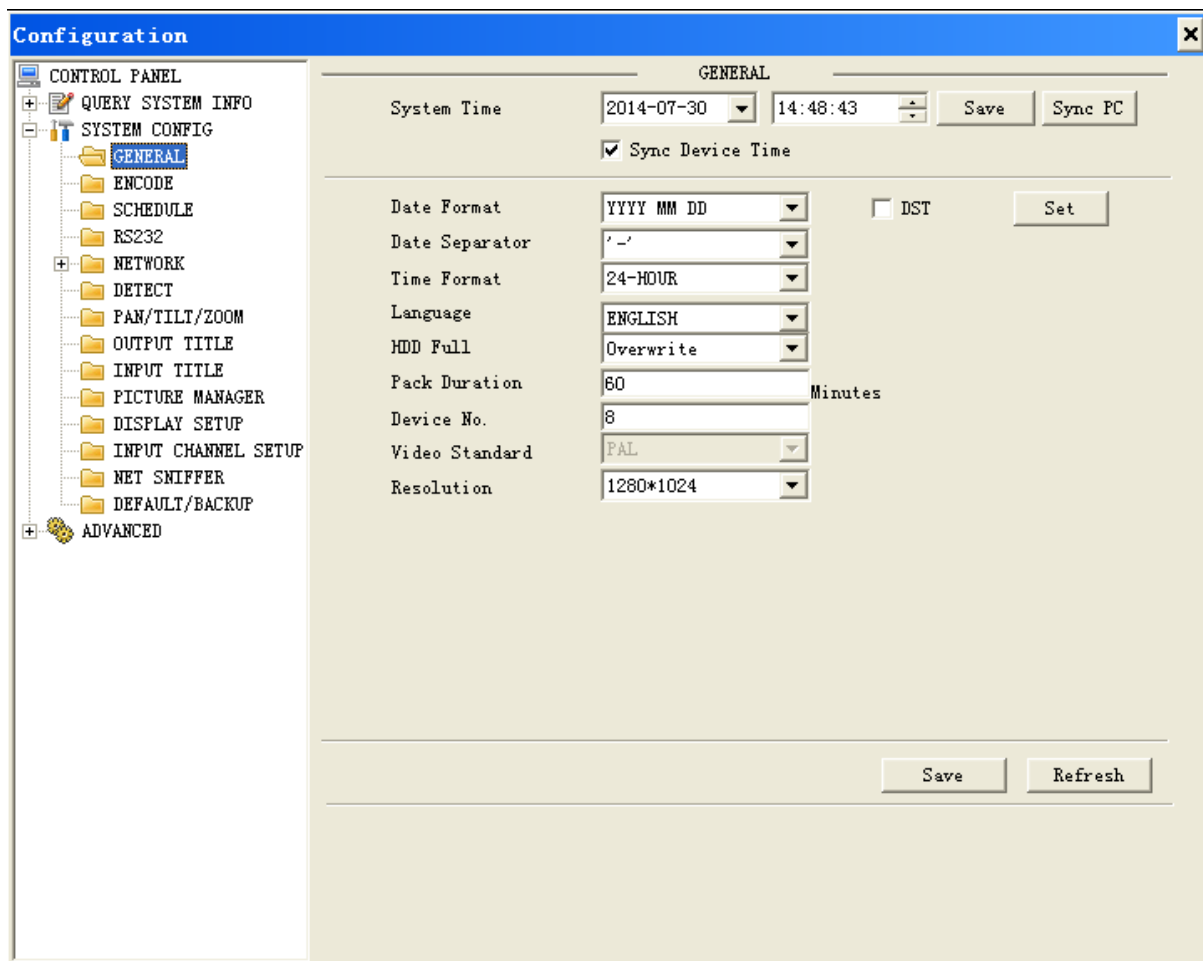 Configuration
CONTROL PANEL
QUERY SYSTEM INFO
SYSTEM CONFIG
GENERAL
ENCODE
SCHEDULE
RS232
NETWORK
DETECT
PAN/TILT/ZOOM
OUTPUT TITLE
INPUT TITLE
PICTURE MANAGER
DISPLAY SETUP
INPUT CHANNEL SETUP
NET SNIFFER
DEFAULT/BACKUP
ADVANCED
GENERAL
System Time 2014-07-30 14:48:43 Save Sync PC
Sync Device Time
Date Format YYYY MM DD DST Set
Date Separator '-'
Time Format 24-HOUR
Language ENGLISH
HDD Full Overwrite
Pack Duration 60 Minutes
Device No. 8
Video Standard PAL
Resolution 1280*1024
Save Refresh